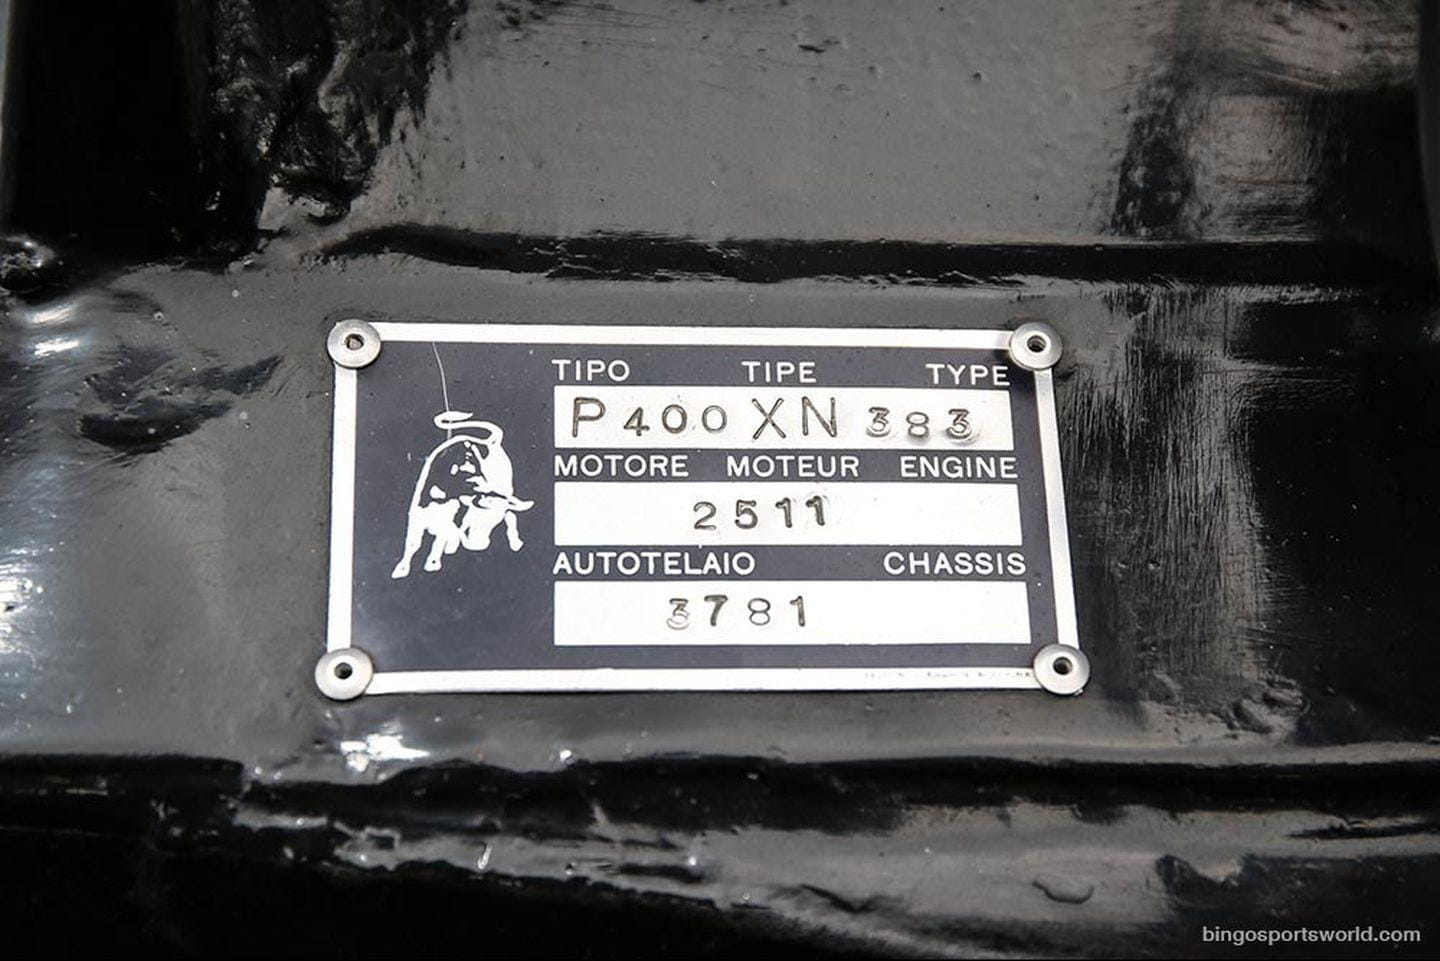 TIPO TIPE TYPE
P400 XN 383
MOTORE MOTEUR ENGINE
2511
AUTOTELAIO CHASSIS
3781
bingosportsworld.com